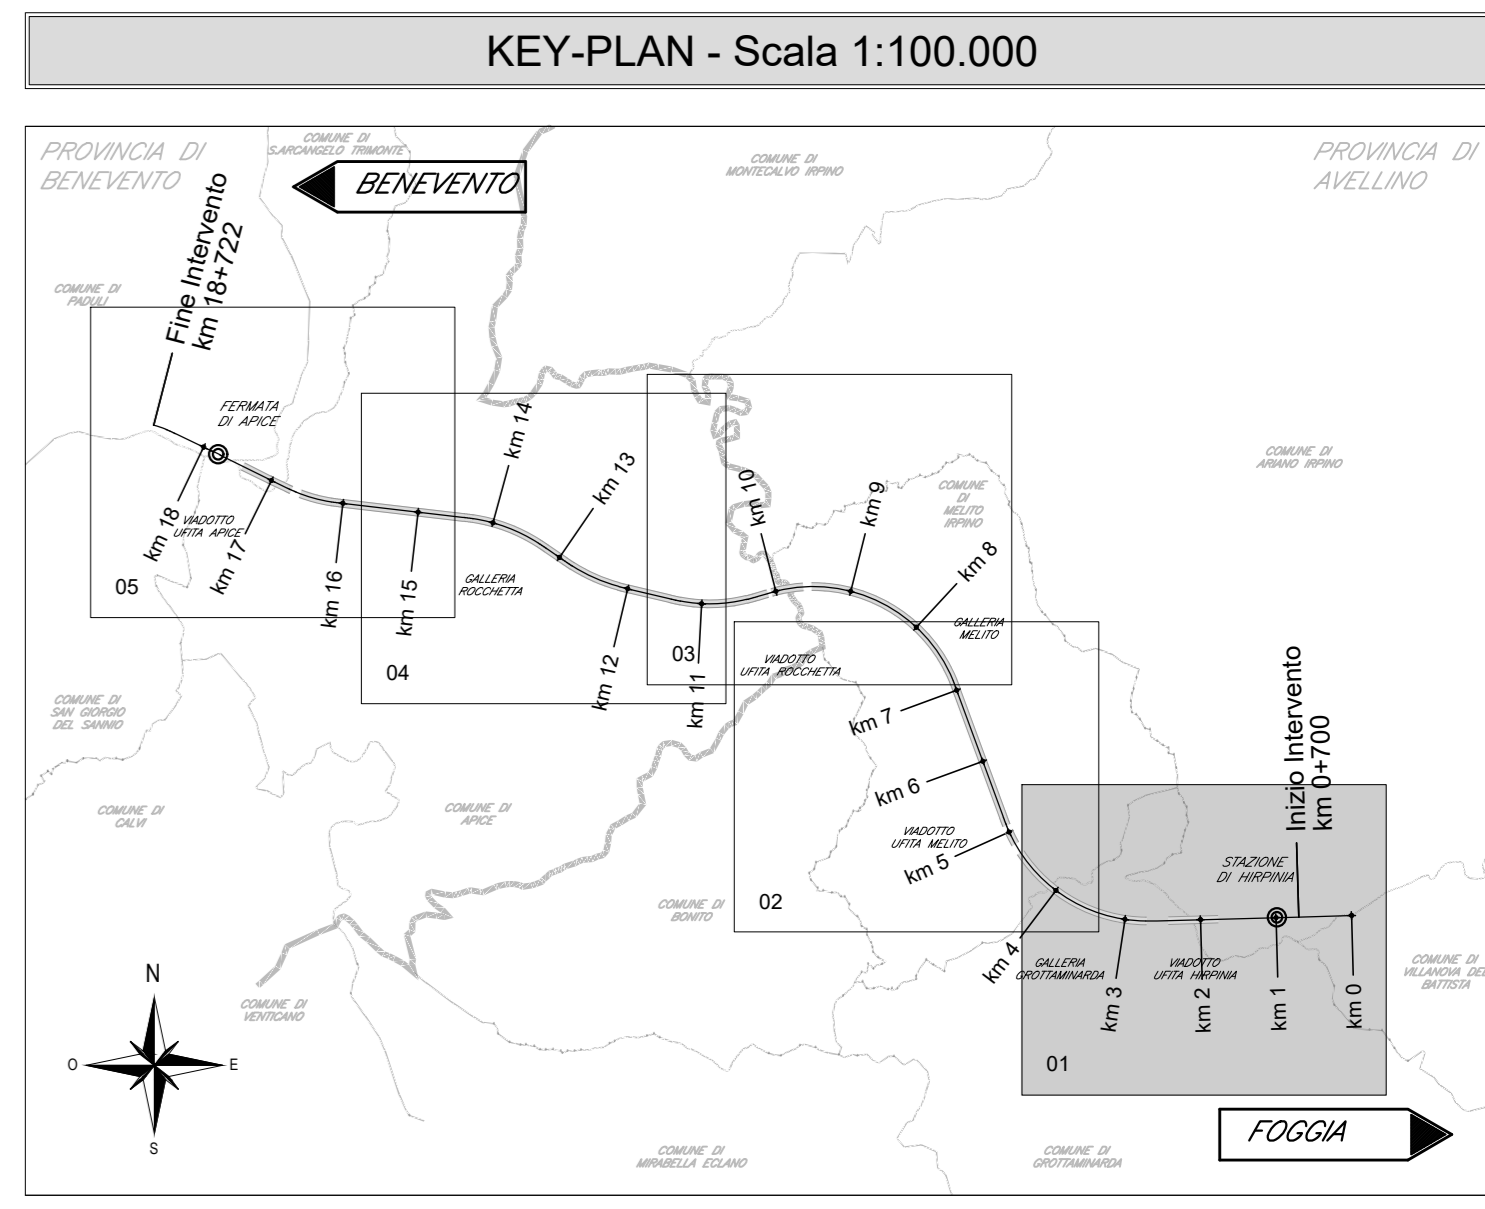 KEY-PLAN - Scala 1:100.000
PROVINCIA DI
BENEVENTO
COMUNE DI
S.ARCANGELO TRIMONTE
BENEVENTO
COMUNE DI
MONTECALVO IRPINO
PROVINCIA DI
AVELLINO
Fine Intervento
km 18+722
COMUNE DI
PADULI
FERMATA
DI APICE
km 14
km 13
km 10
km 9
COMUNE
DI
MELITO
IRPINO
COMUNE DI
ARIANO IRPINO
km 18
VIADOTTO
UFITA APICE
km 17
km 16
km 15
GALLERIA
ROCCHETTA
km 8
05
04
03
km 12
km 11
VIADOTTO
UFITA ROCCHETTA
GALLERIA
MELITO
COMUNE DI
SAN GIORGIO
DEL SANNIO
km 7
km 6
Inizio Intervento
km 0+700
COMUNE DI
CALVI
COMUNE DI
APICE
VIADOTTO
UFITA MELITO
km 5
STAZIONE
DI HIRPINIA
COMUNE DI
BONITO
02
km 4
GALLERIA
GROTTAMINARDA
VIADOTTO
UFITA HIRPINIA
km 3
km 2
km 1
km 0
COMUNE DI
VILLANOVA DEL
BATTISTA
COMUNE DI
VENTICANO
N
O
E
S
01
FOGGIA
COMUNE DI
MIRABELLA ECLANO
COMUNE DI
GROTTAMINARDA